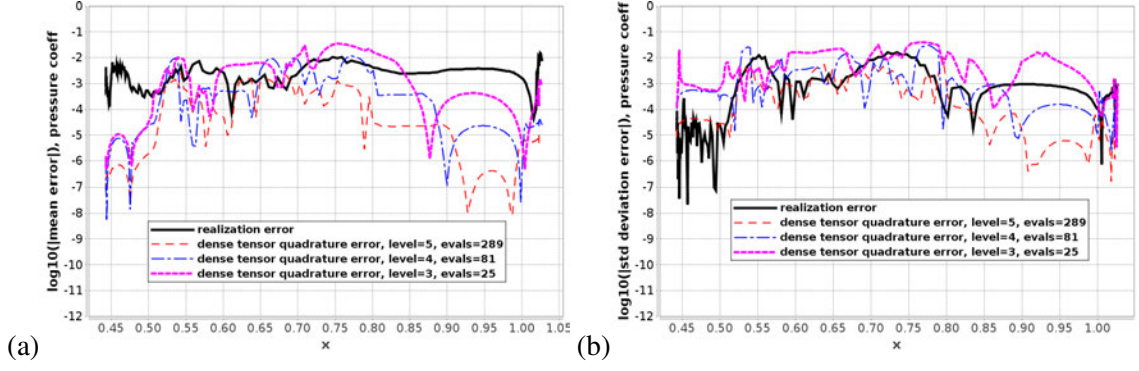 0
-1
-2
-3
-4
-5
-6
-7
-8
-9
-10
-11
-12
log10(|mean error|), pressure coeff
realization error
dense tensor quadrature error, level=5, evals=289
dense tensor quadrature error, level=4, evals=81
dense tensor quadrature error, level=3, evals=25
0.45 0.50 0.55 0.60 0.65 0.70 0.75 0.80 0.85 0.90 0.95 1.00 1.05
x
(a)
0
-1
-2
-3
-4
-5
-6
-7
-8
-9
-10
-11
-12
log10(|std deviation error|), pressure coeff
realization error
dense tensor quadrature error, level=5, evals=289
dense tensor quadrature error, level=4, evals=81
dense tensor quadrature error, level=3, evals=25
0.45 0.50 0.55 0.60 0.65 0.70 0.75 0.80 0.85 0.90 0.95 1.00
x
(b)